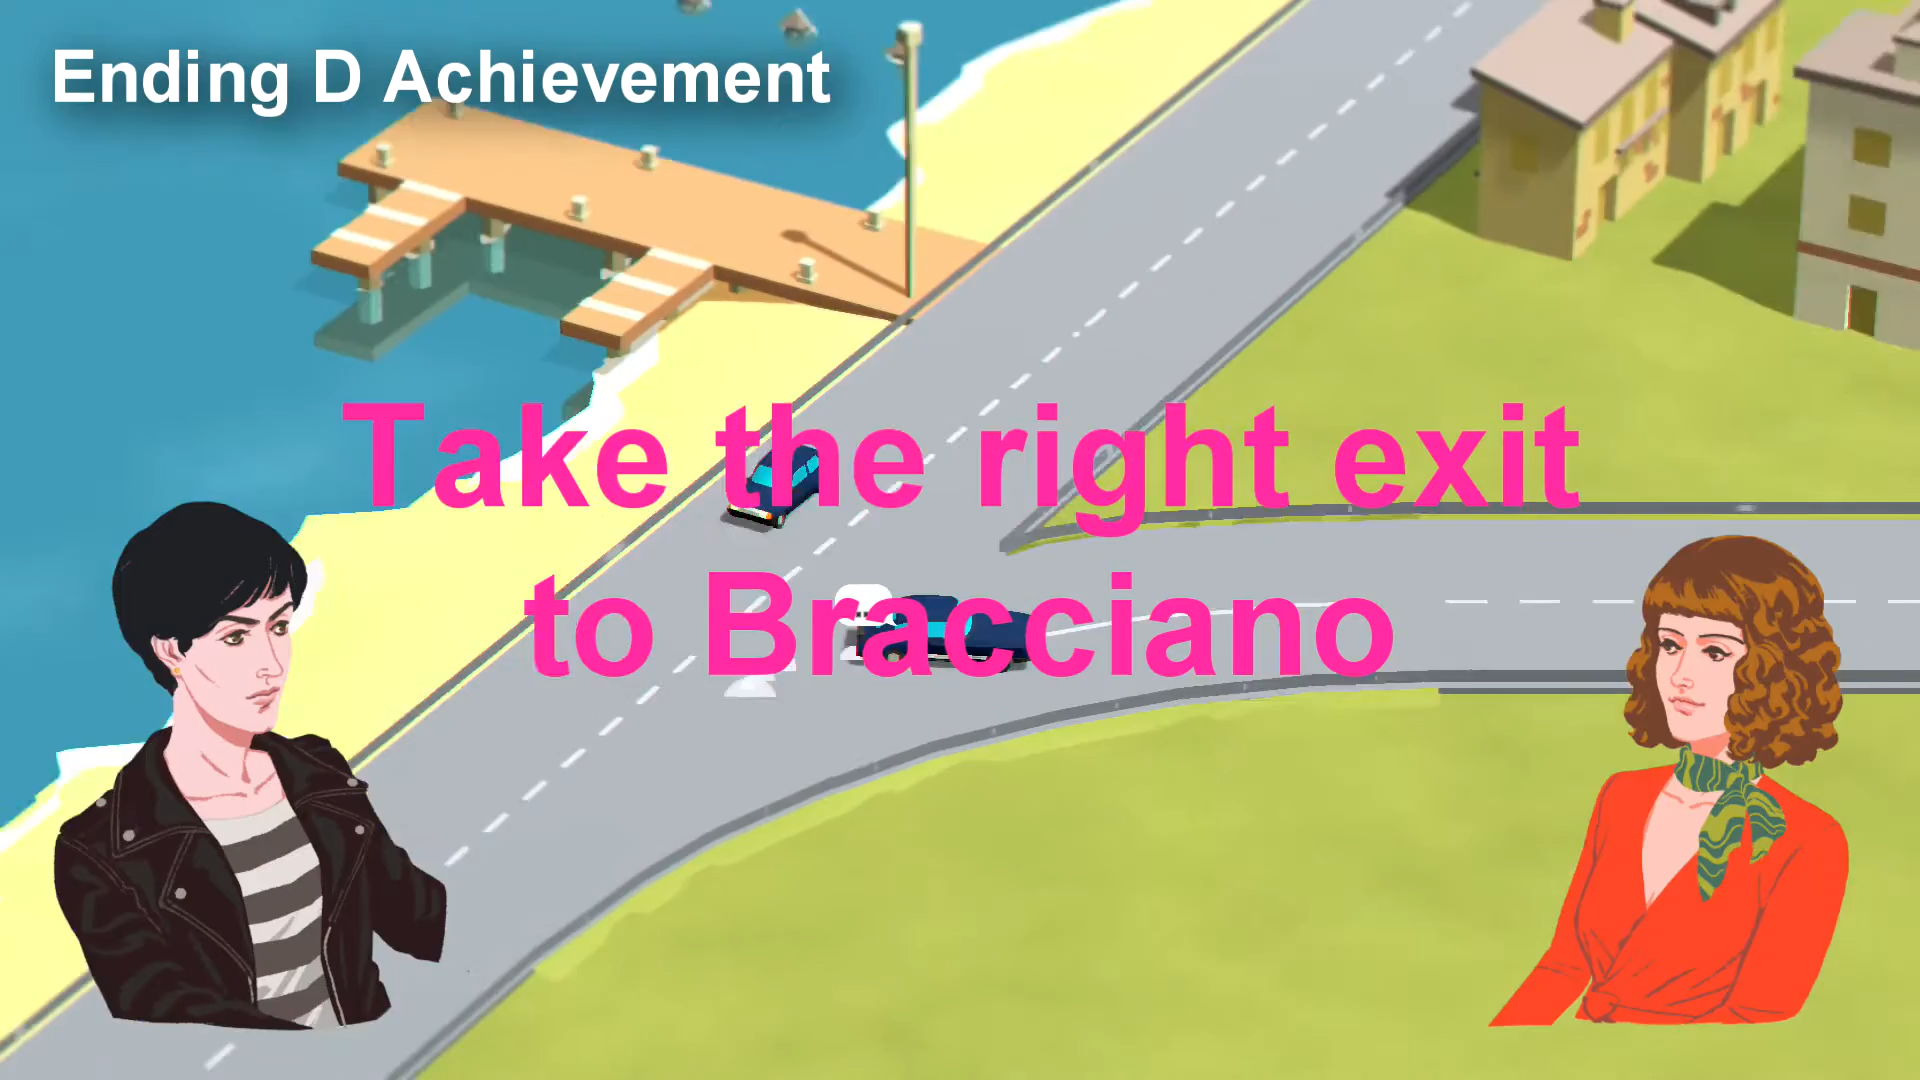 Ending D Achievement
Take the right exit
to Bracciano